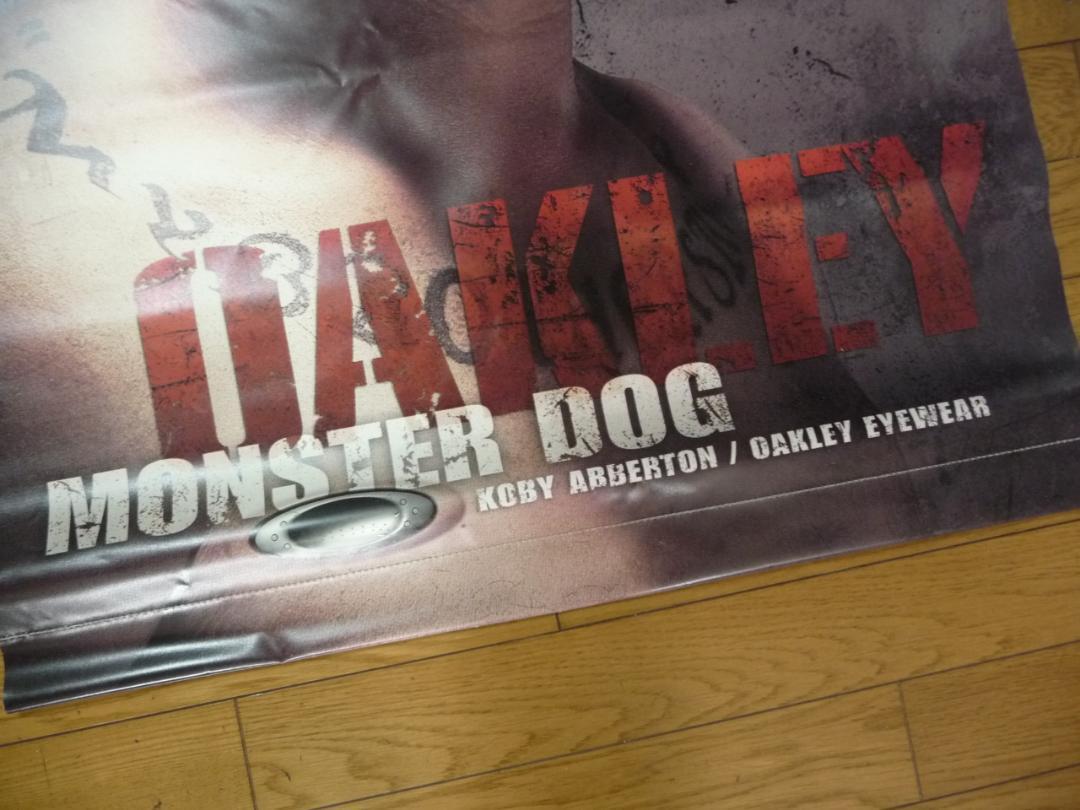 OAKLEY
MONSTER DOG
KOBY ABBERTON / OAKLEY EYEWEAR